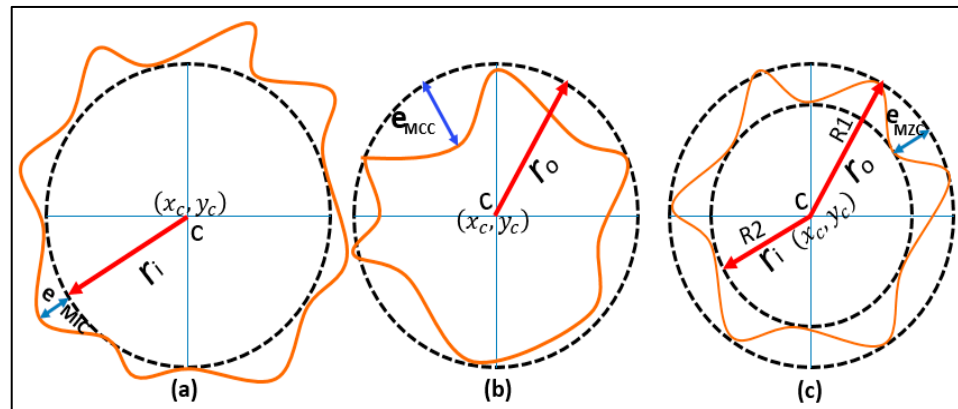 (x_c, y_c)
C
r_i
e_MIC
(a)
e_MCC
r_o
C
(x_c, y_c)
(b)
R1
e_MZC
r_o
C
(x_c, y_c)
R2
r_i
(c)